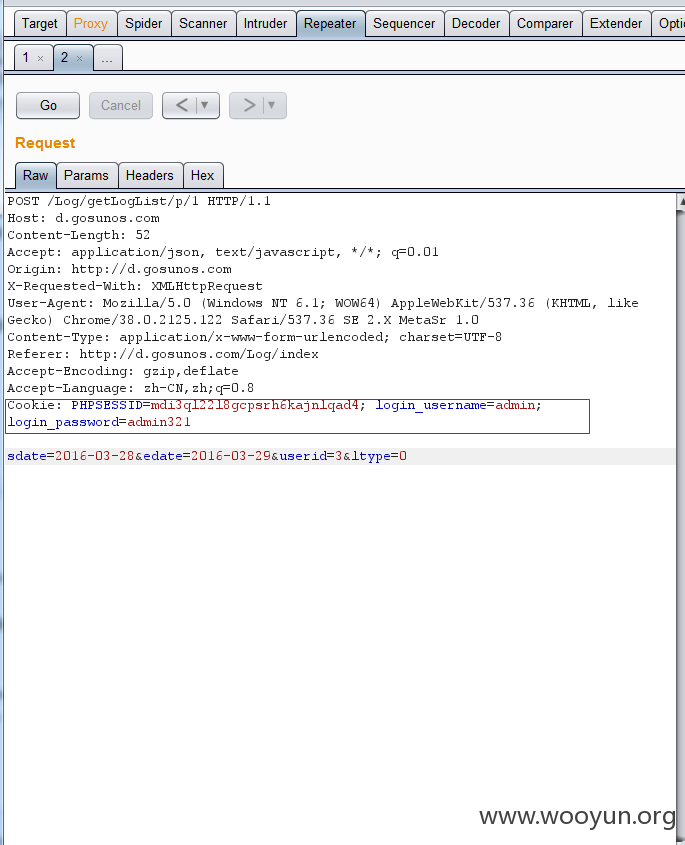 Target Proxy Spider Scanner Intruder Repeater Sequencer Decoder Comparer Extender Opti
1 × 2 × ...
Go Cancel < ▼ > ▼
Request
Raw Params Headers Hex
POST /Log/getLogList/p/1 HTTP/1.1
Host: d.gosunos.com
Content-Length: 52
Accept: application/json, text/javascript, */*; q=0.01
Origin: http://d.gosunos.com
X-Requested-With: XMLHttpRequest
User-Agent: Mozilla/5.0 (Windows NT 6.1; WOW64) AppleWebKit/537.36 (KHTML, like
Gecko) Chrome/38.0.2125.122 Safari/537.36 SE 2.X MetaSr 1.0
Content-Type: application/x-www-form-urlencoded; charset=UTF-8
Referer: http://d.gosunos.com/Log/index
Accept-Encoding: gzip,deflate
Accept-Language: zh-CN,zh;q=0.8
Cookie: PHPSESSID=mdi3ql22l8gcpsrh6kajnlqad4; login_username=admin;
login_password=admin321
sdate=2016-03-28&edate=2016-03-29&userid=3&ltype=0
www.wooyun.org